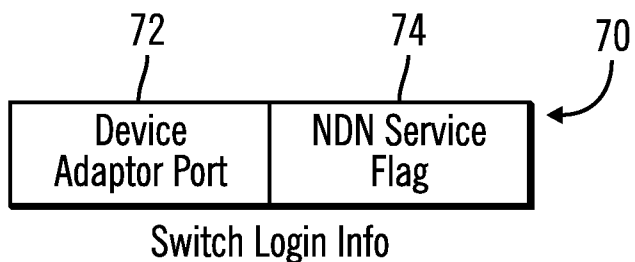 72 74 70
Device NDN Service
Adaptor Port Flag
Switch Login Info